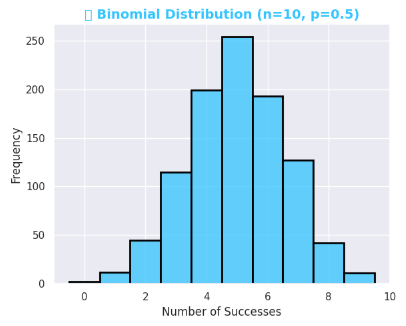 Binomial Distribution (n=10, p=0.5)
250
200
150
100
50
0
Frequency
0 2 4 6 8 10
Number of Successes